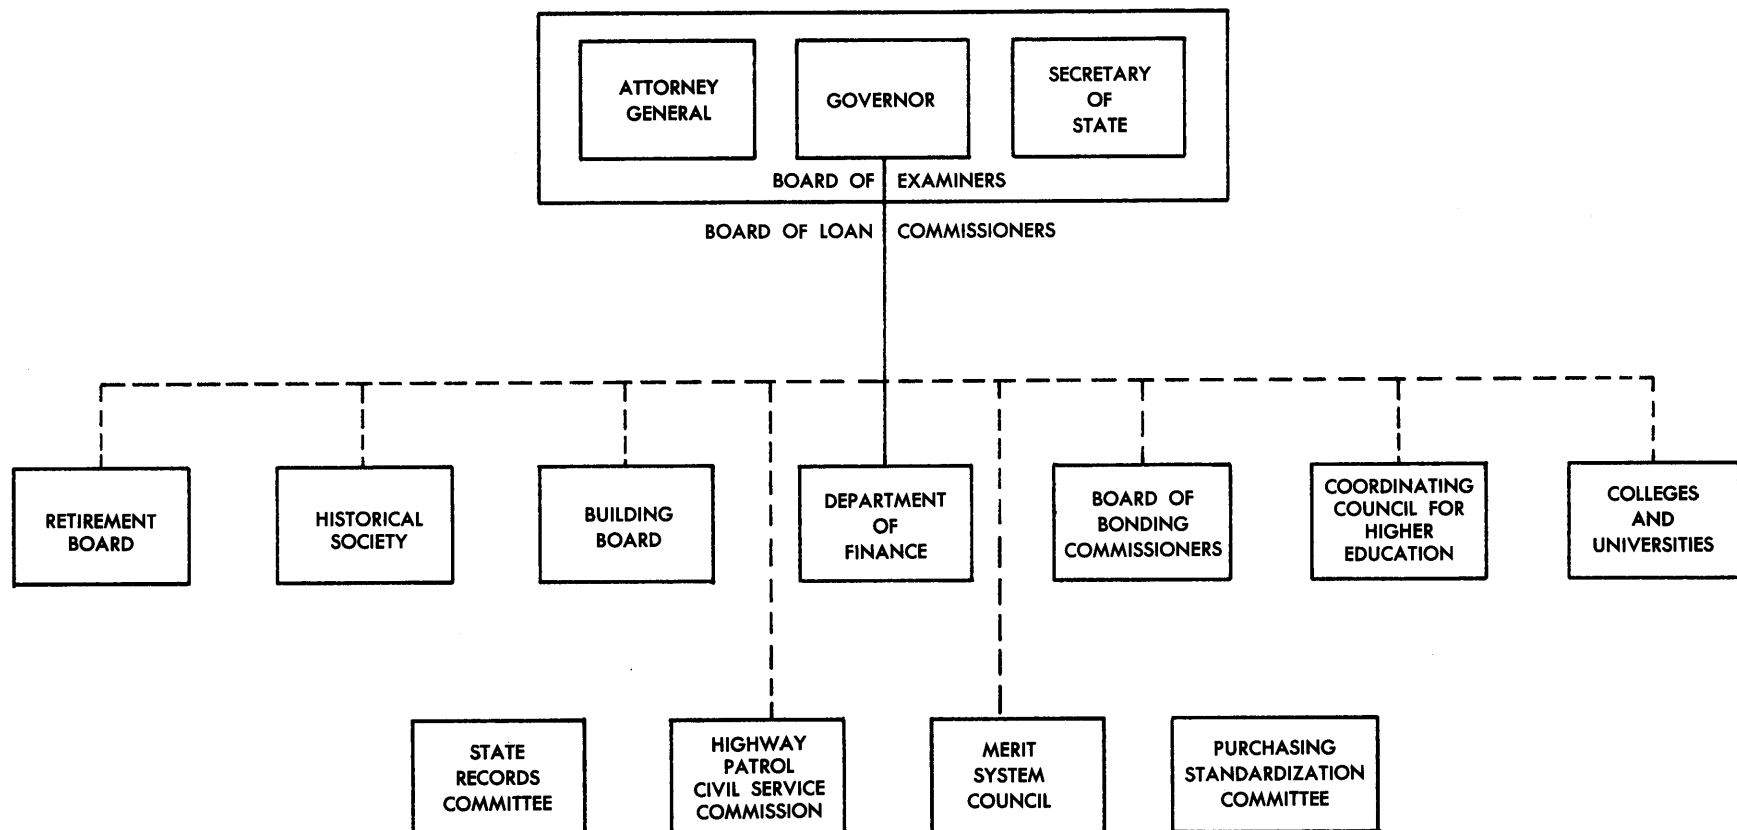 ATTORNEY
GENERAL
GOVERNOR
SECRETARY
OF
STATE
BOARD OF EXAMINERS
BOARD OF LOAN COMMISSIONERS
RETIREMENT
BOARD
HISTORICAL
SOCIETY
BUILDING
BOARD
DEPARTMENT
OF
FINANCE
BOARD OF
BONDING
COMMISSIONERS
COORDINATING
COUNCIL FOR
HIGHER
EDUCATION
COLLEGES
AND
UNIVERSITIES
STATE
RECORDS
COMMITTEE
HIGHWAY
PATROL
CIVIL SERVICE
COMMISSION
MERIT
SYSTEM
COUNCIL
PURCHASING
STANDARDIZATION
COMMITTEE